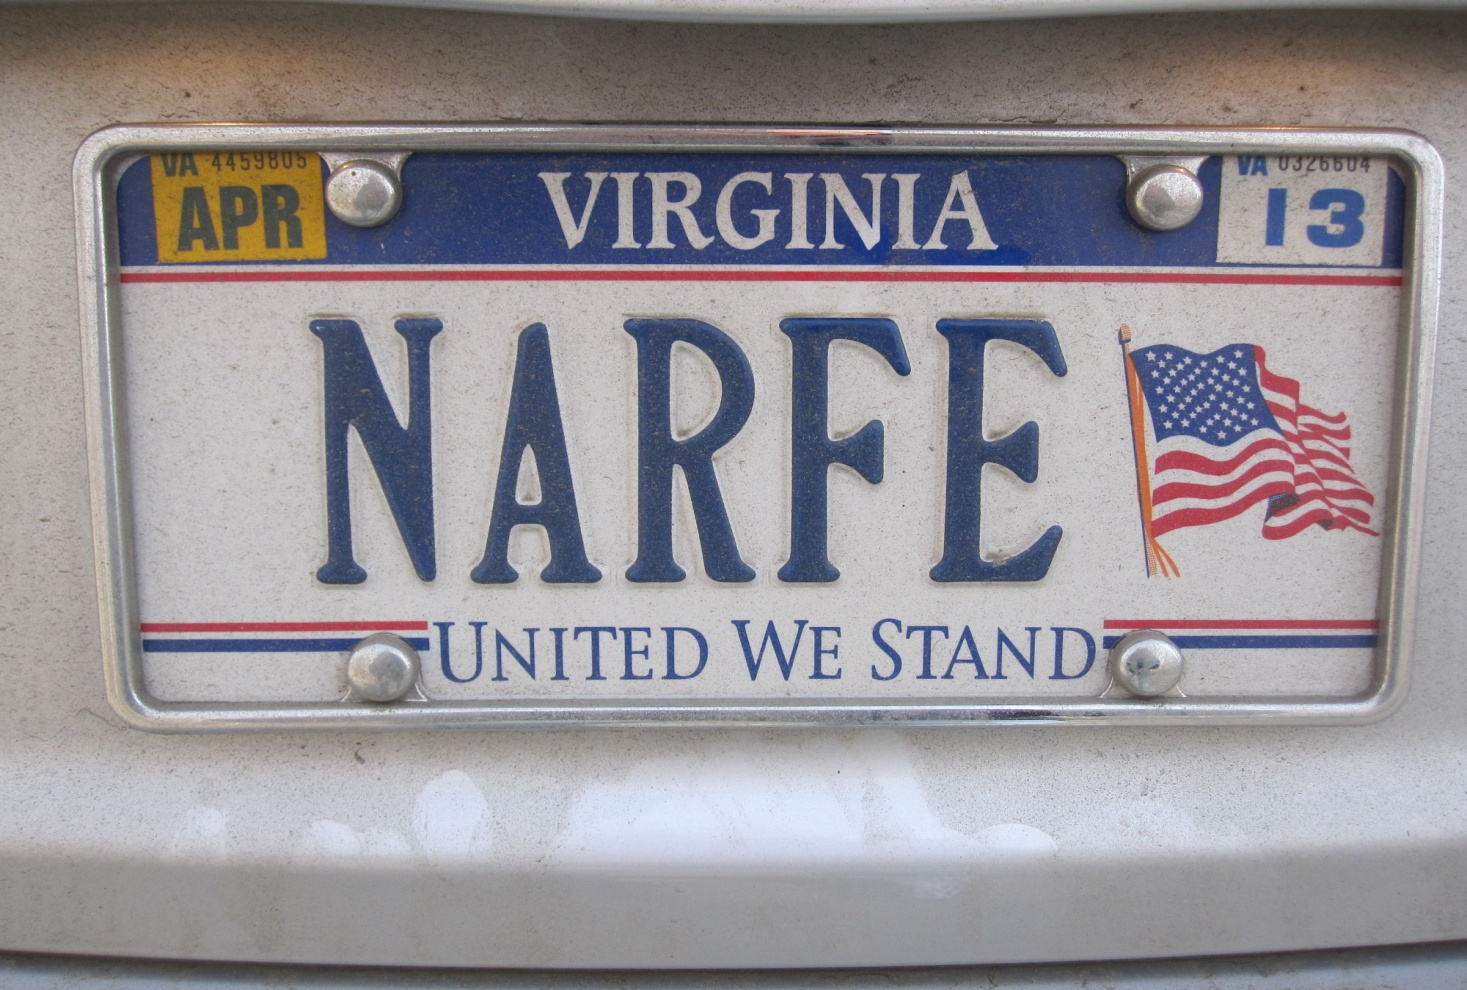 VA 4459805
APR
VIRGINIA
VA 0326604
13
NARFE
UNITED WE STAND